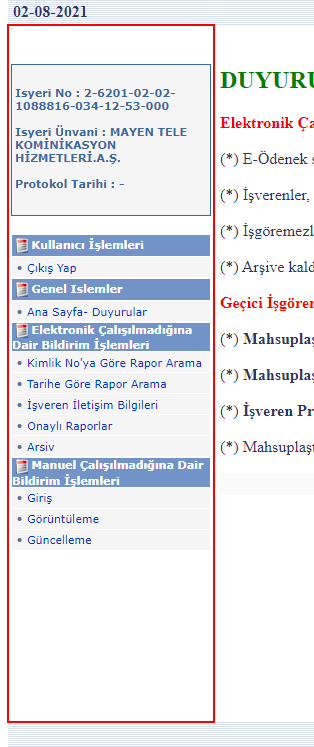 02-08-2021
Isyeri No : 2-6201-02-02-
1088816-034-12-53-000
Isyeri Ünvani : MAYEN TELE
KOMİNİKASYON
HİZMETLERİ.A.Ş.
Protokol Tarihi : -
Kullanıcı İşlemleri
• Çıkış Yap
Genel Islemler
• Ana Sayfa- Duyurular
Elektronik Çalışılmadığına
Dair Bildirim İşlemleri
• Kimlik No'ya Göre Rapor Arama
• Tarihe Göre Rapor Arama
• İşveren İletişim Bilgileri
• Onaylı Raporlar
• Arsiv
Manuel Çalışılmadığına Dair
Bildirim İşlemleri
• Giriş
• Görüntüleme
• Güncelleme
DUYURU
Elektronik Ça
(*) E-Ödenek s
(*) İşverenler,
(*) İşgöremezl
(*) Arşive kald
Geçici İşgörem
(*) Mahsuplaş
(*) Mahsuplaş
(*) İşveren Pr
(*) Mahsuplaşt